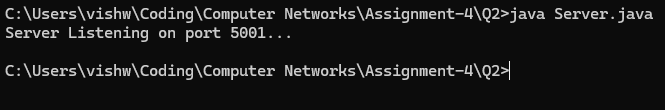 C:\Users\vishw\Coding\Computer Networks\Assignment-4\Q2>java Server.java
Server Listening on port 5001...
C:\Users\vishw\Coding\Computer Networks\Assignment-4\Q2>